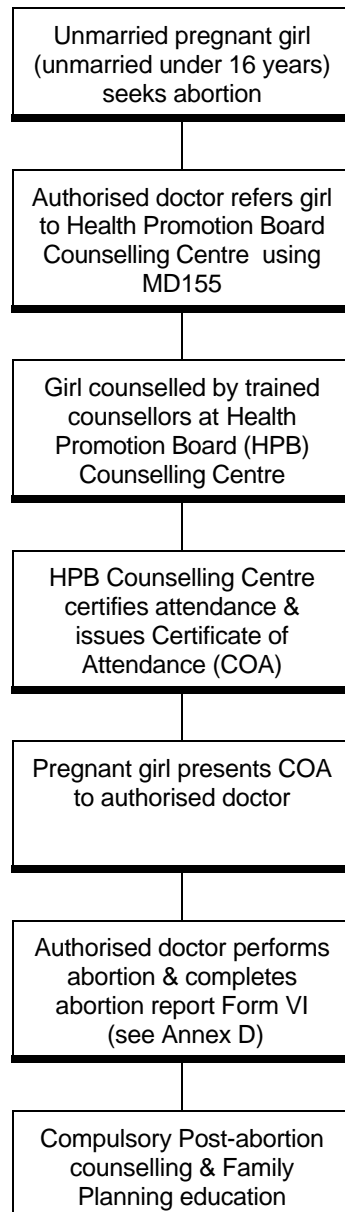 Unmarried pregnant girl
(unmarried under 16 years)
seeks abortion
Authorised doctor refers girl
to Health Promotion Board
Counselling Centre using
MD155
Girl counselled by trained
counsellors at Health
Promotion Board (HPB)
Counselling Centre
HPB Counselling Centre
certifies attendance &
issues Certificate of
Attendance (COA)
Pregnant girl presents COA
to authorised doctor
Authorised doctor performs
abortion & completes
abortion report Form VI
(see Annex D)
Compulsory Post-abortion
counselling & Family
Planning education